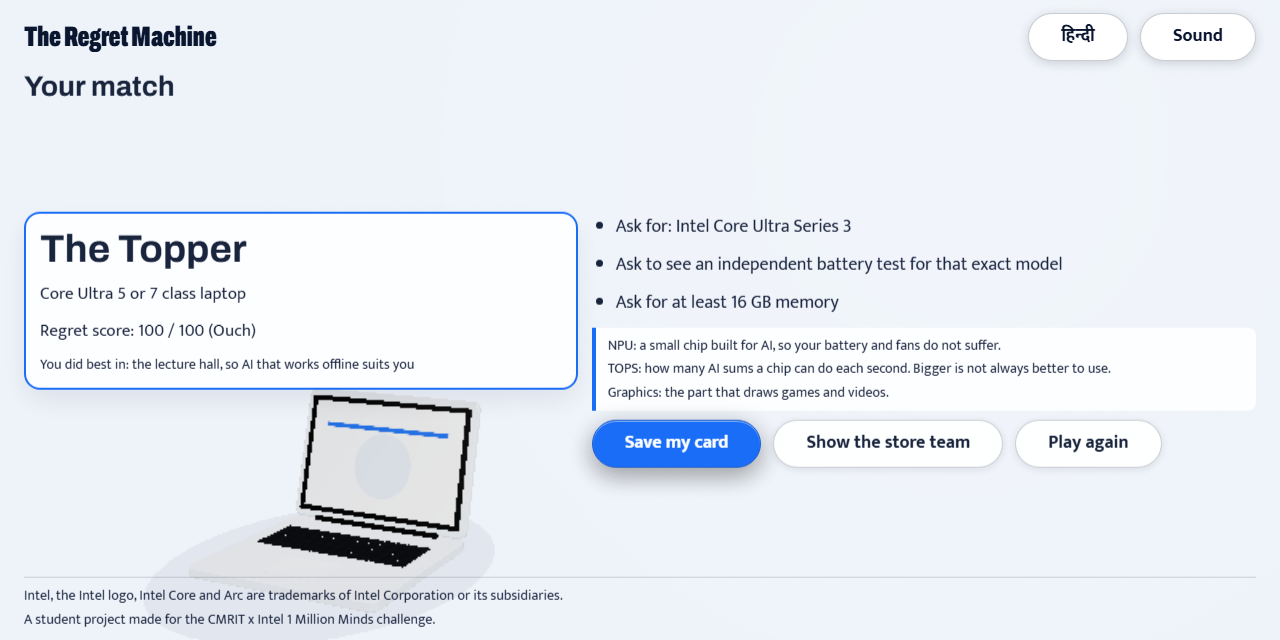 The Regret Machine
हिन्दी
Sound
Your match
The Topper
Core Ultra 5 or 7 class laptop
Regret score: 100 / 100 (Ouch)
You did best in: the lecture hall, so AI that works offline suits you
Ask for: Intel Core Ultra Series 3
Ask to see an independent battery test for that exact model
Ask for at least 16 GB memory
NPU: a small chip built for AI, so your battery and fans do not suffer.
TOPS: how many AI sums a chip can do each second. Bigger is not always better to use.
Graphics: the part that draws games and videos.
Save my card
Show the store team
Play again
Intel, the Intel logo, Intel Core and Arc are trademarks of Intel Corporation or its subsidiaries.
A student project made for the CMRIT x Intel 1 Million Minds challenge.